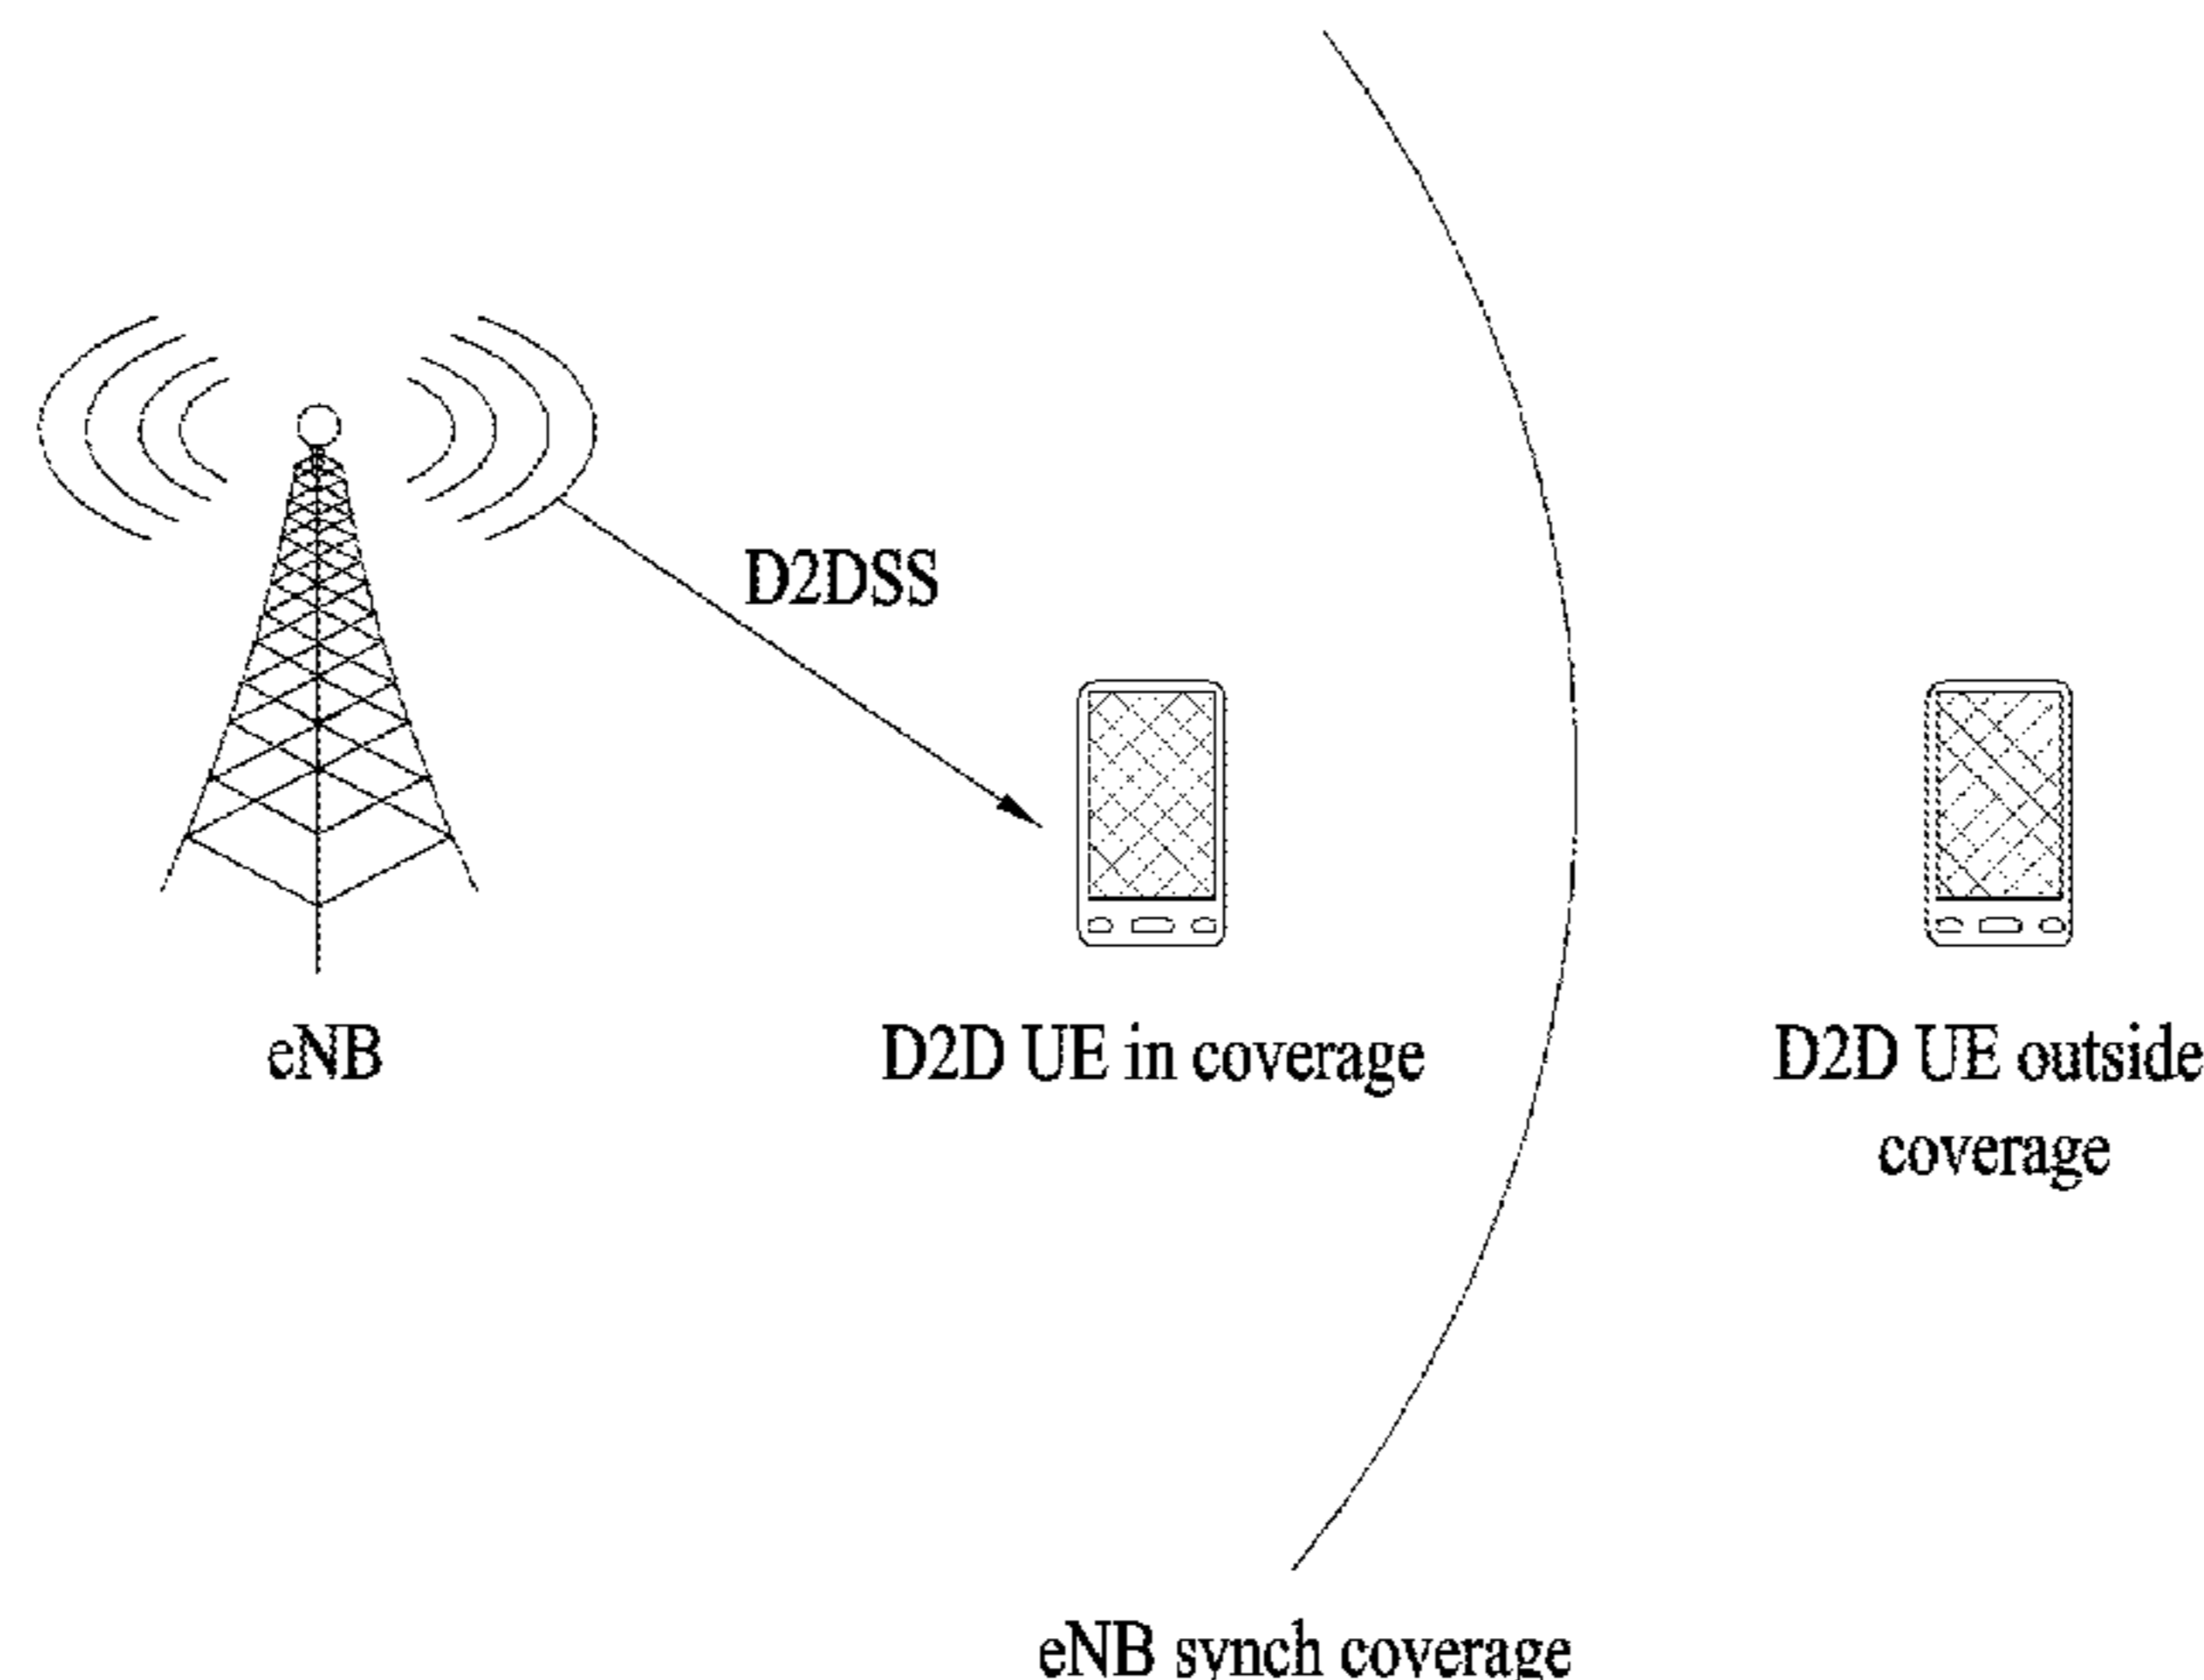 D2DSS
eNB
D2D UE in coverage
D2D UE outside
coverage
eNB synch coverage